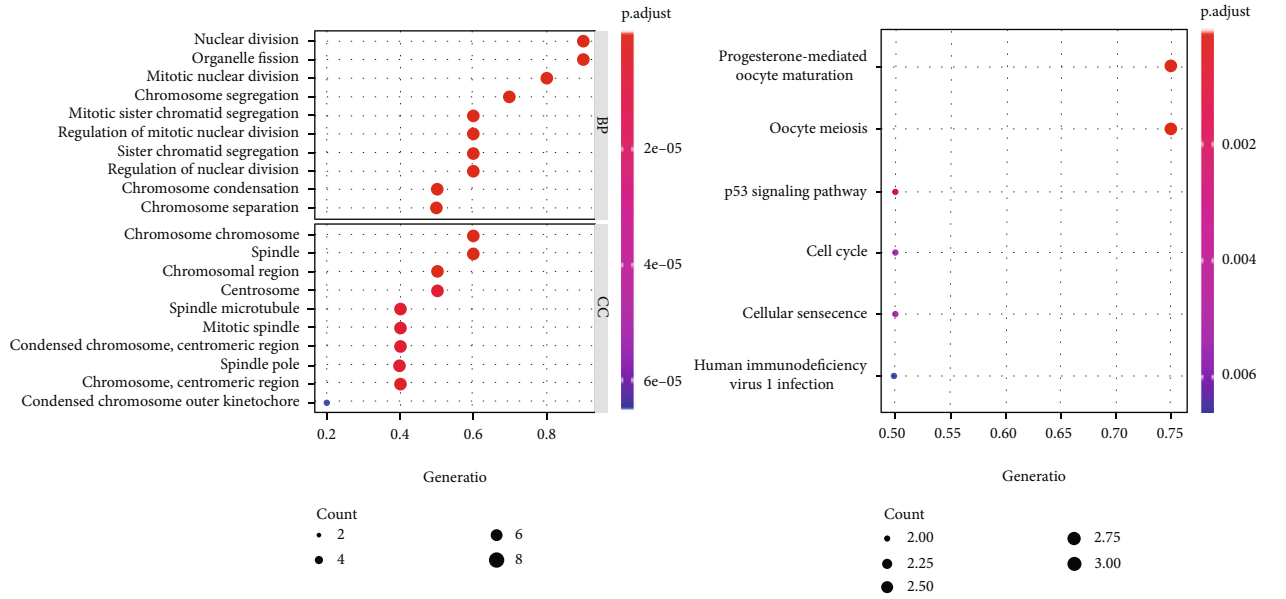 p.adjust
Nuclear division
Organelle fission
Mitotic nuclear division
Chromosome segregation
Mitotic sister chromatid segregation
Regulation of mitotic nuclear division
Sister chromatid segregation
Regulation of nuclear division
Chromosome condensation
Chromosome separation
BP
Chromosome chromosome
Spindle
Chromosomal region
Centrosome
Spindle microtubule
Mitotic spindle
Condensed chromosome, centromeric region
Spindle pole
Chromosome, centromeric region
Condensed chromosome outer kinetochore
CC
2e–05
4e–05
6e–05
0.2 0.4 0.6 0.8
Generatio
Count
2 6
4 8
p.adjust
Progesterone-mediated
oocyte maturation
Oocyte meiosis
p53 signaling pathway
Cell cycle
Cellular sensecence
Human immunodeficiency
virus 1 infection
0.002
0.004
0.006
0.50 0.55 0.60 0.65 0.70 0.75
Generatio
Count
2.00 2.75
2.25 3.00
2.50